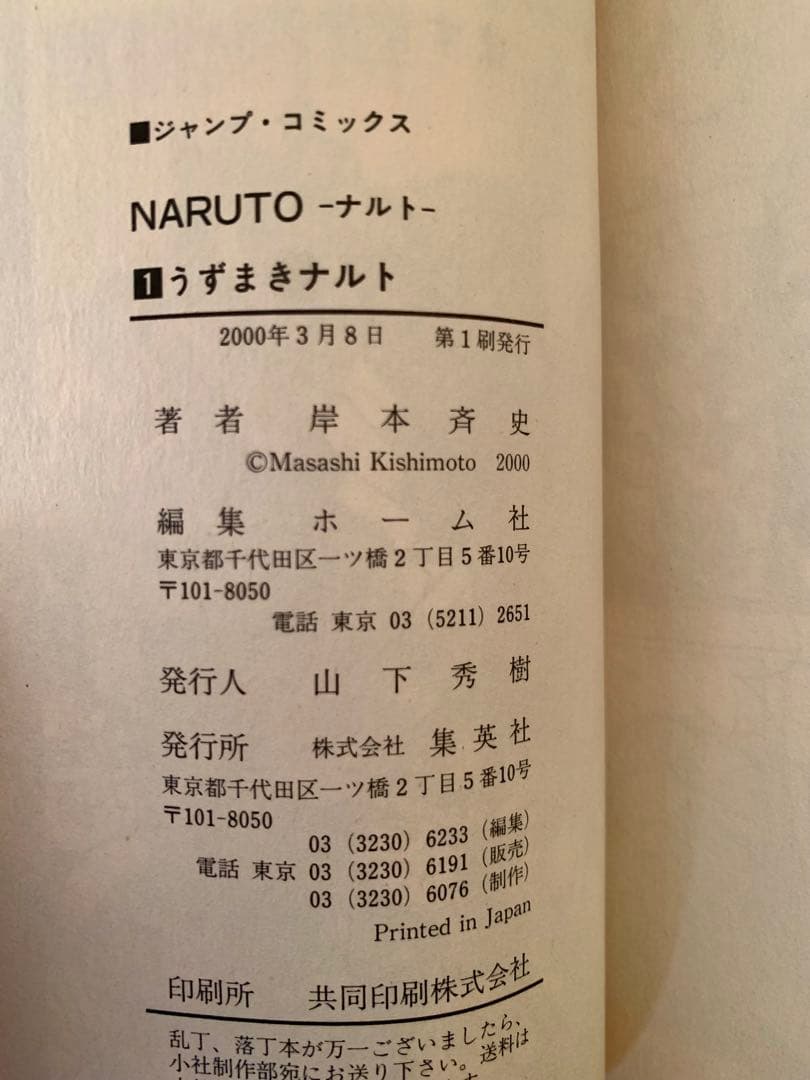 ■ジャンプ・コミックス
NARUTO -ナルト-
1 うずまきナルト
2000年3月8日 第1刷発行
著者 岸本斉史
©Masashi Kishimoto 2000
編集 ホーム社
東京都千代田区一ツ橋2丁目5番10号
〒101-8050
電話 東京 03 (5211) 2651
発行人 山下秀樹
発行所 株式会社 集英社
東京都千代田区一ツ橋2丁目5番10号
〒101-8050
03 (3230) 6233 (編集)
電話 東京 03 (3230) 6191 (販売)
03 (3230) 6076 (制作)
Printed in Japan
印刷所 共同印刷株式会社
乱丁、落丁本が万一ございましたら、
小社制作部宛にお送り下さい。送料は